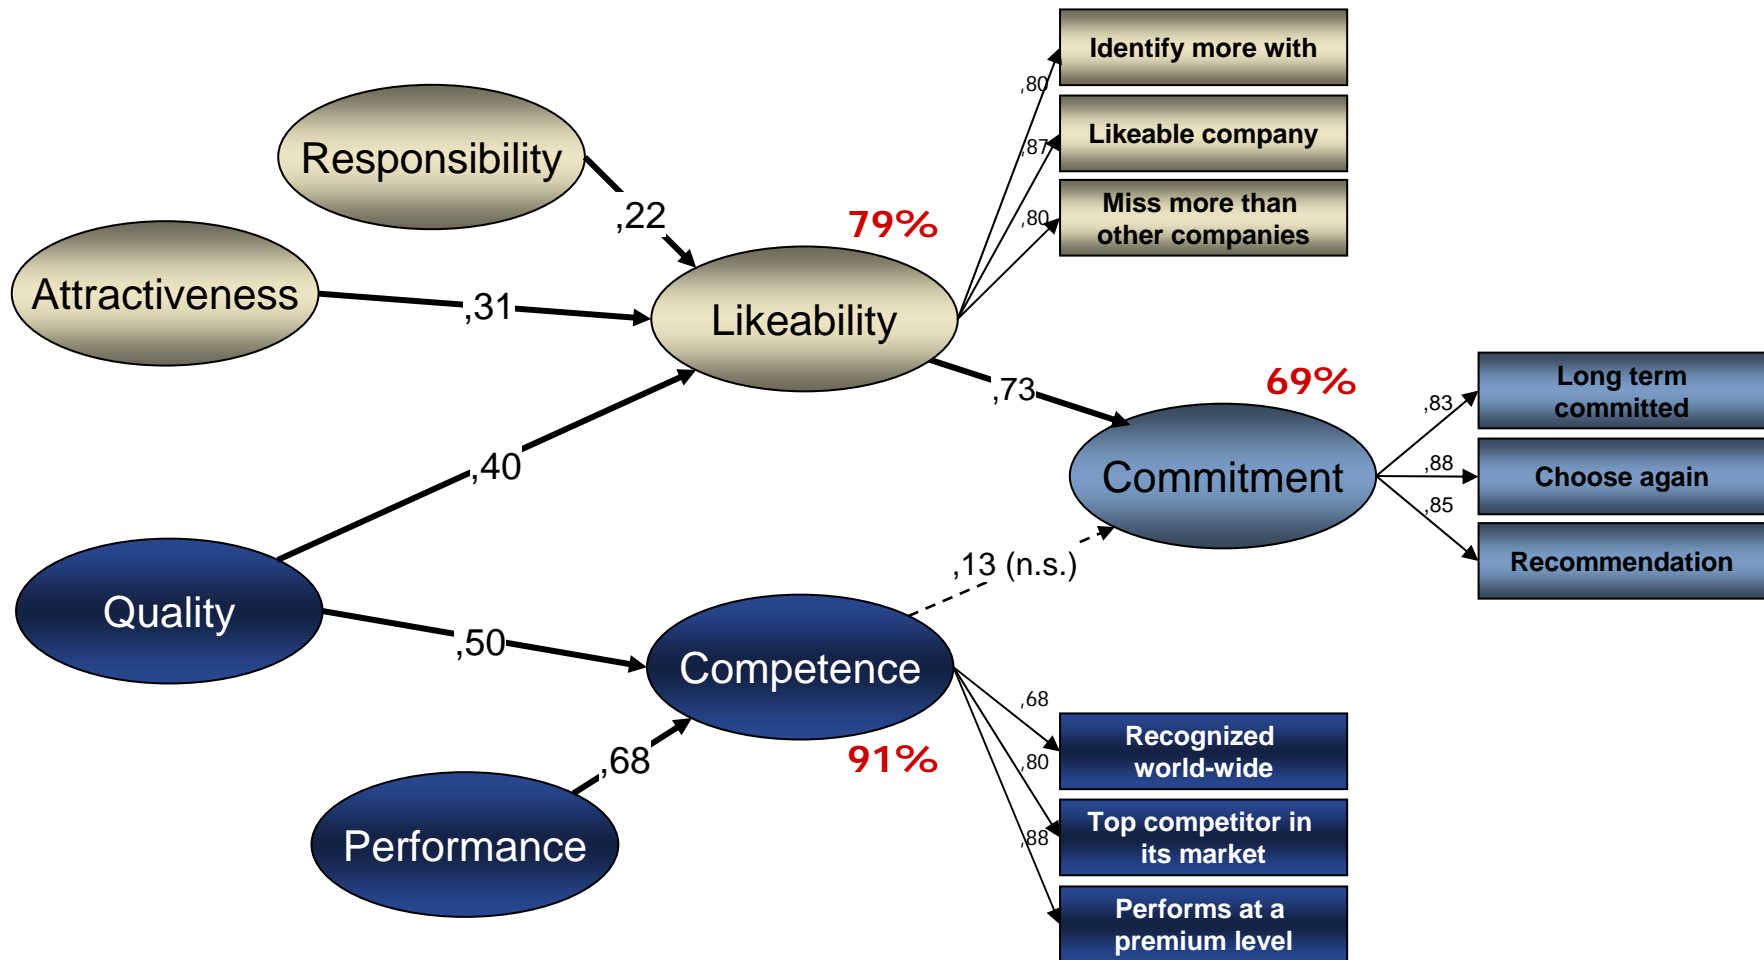 Identify more with
,80
Likeable company
,87
Miss more than
other companies
,80
Responsibility
,22
79%
Attractiveness
,31
Likeability
,73
69%
Long term
committed
,83
Choose again
,88
Recommendation
,85
Commitment
,40
,13 (n.s.)
Quality
,50
Competence
91%
,68
Performance
,68
Recognized
world-wide
,80
Top competitor in
its market
,88
Performs at a
premium level